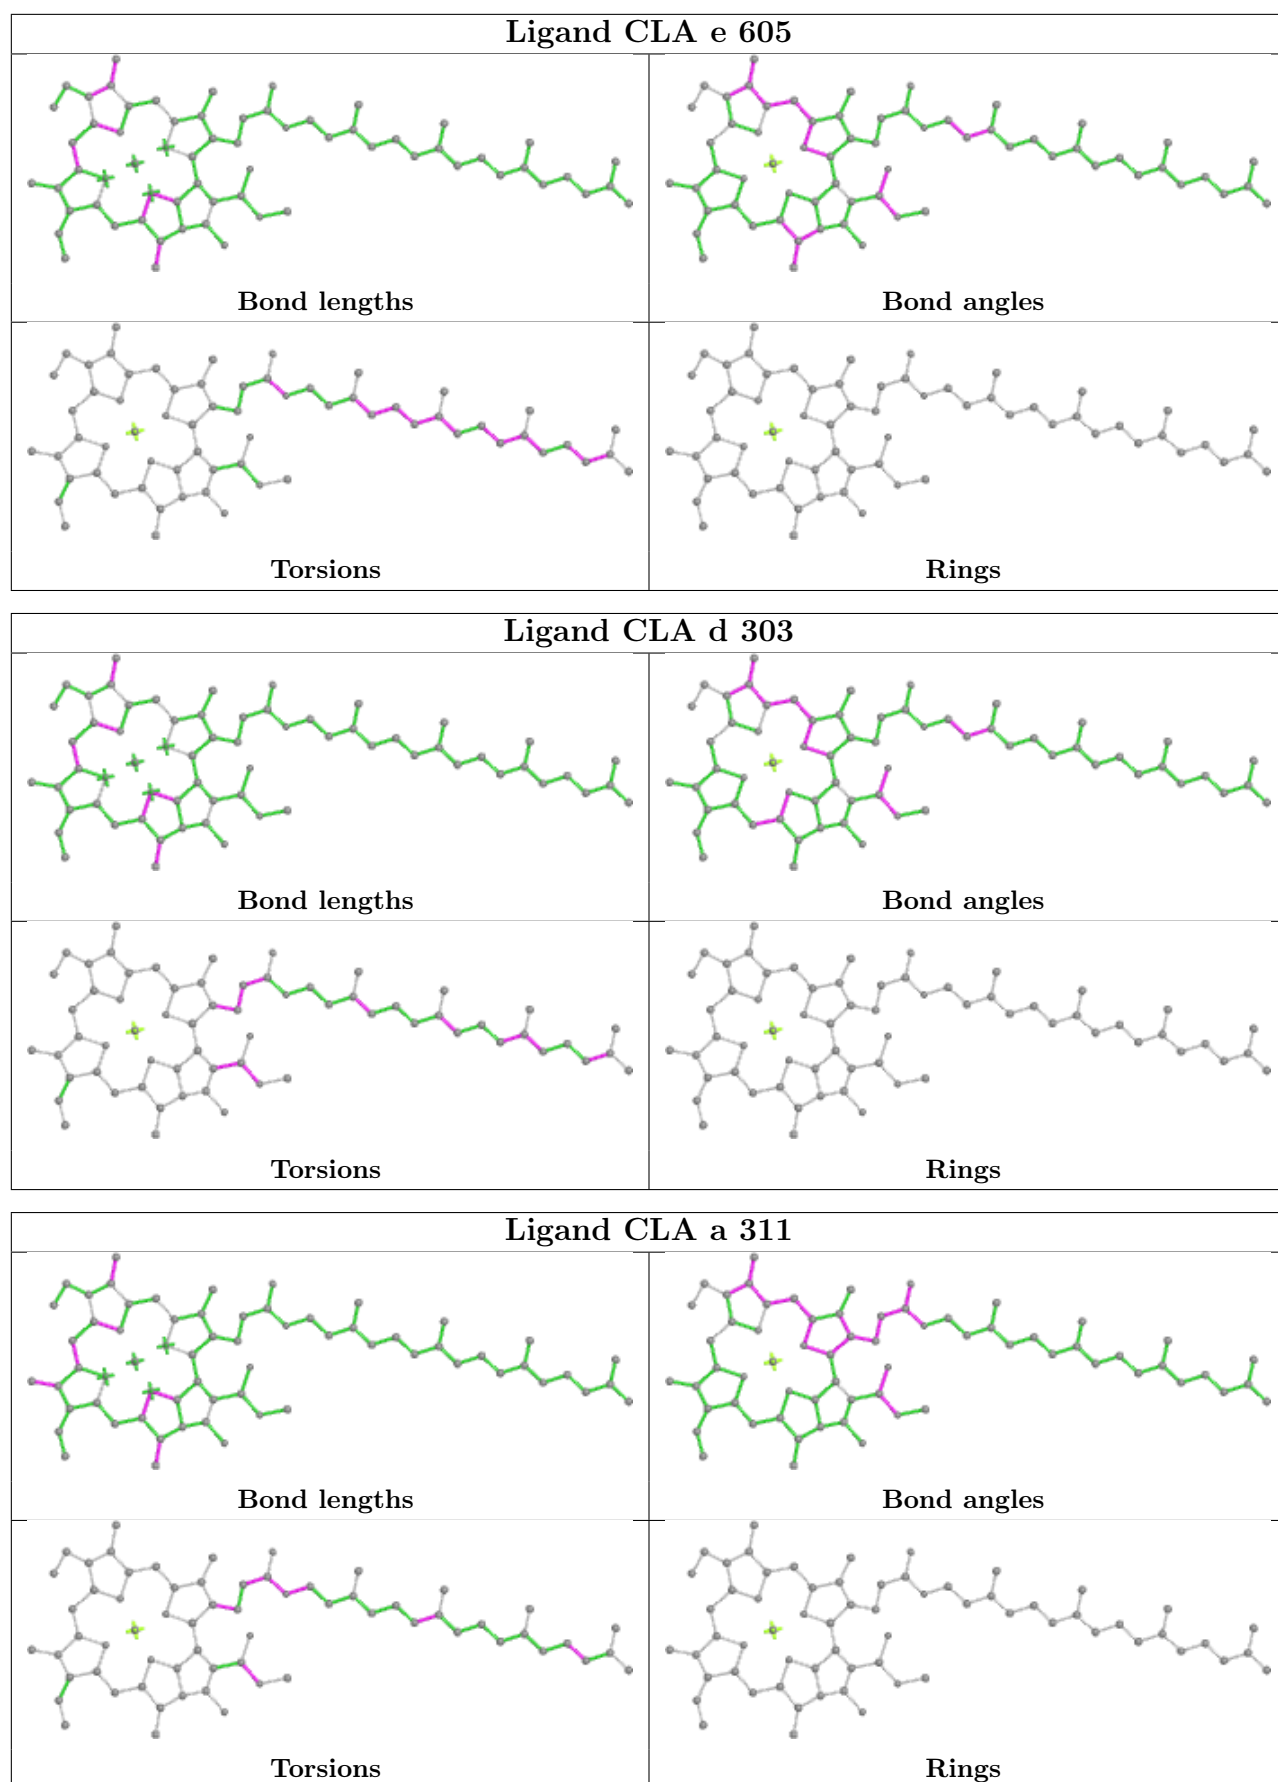 Ligand CLA e 605
Bond lengths
Bond angles
Torsions
Rings
Ligand CLA d 303
Bond lengths
Bond angles
Torsions
Rings
Ligand CLA a 311
Bond lengths
Bond angles
Torsions
Rings